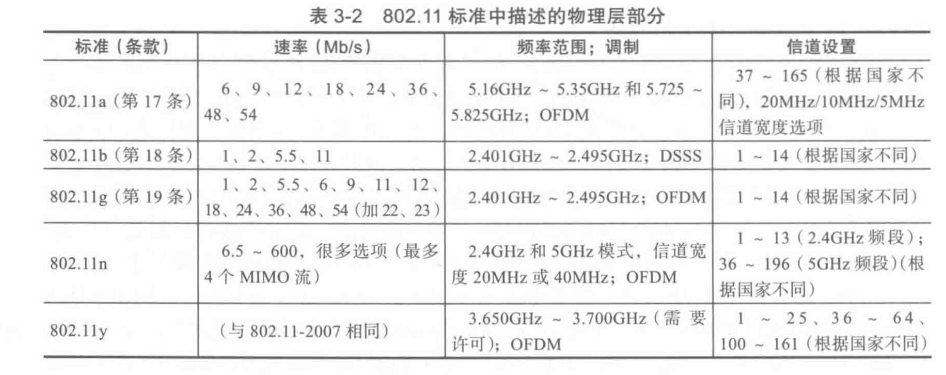 表 3-2 802.11 标准中描述的物理层部分
标准（条款） 速率（Mb/s） 频率范围；调制 信道设置
802.11a（第 17 条）
6、9、12、18、24、36、
48、54
5.16GHz ~ 5.35GHz 和 5.725 ~
5.825GHz；OFDM
37 ~ 165（根据国家不
同），20MHz/10MHz/5MHz
信道宽度选项
802.11b（第 18 条） 1、2、5.5、11 2.401GHz ~ 2.495GHz；DSSS 1 ~ 14（根据国家不同）
802.11g（第 19 条）
1、2、5.5、6、9、11、12、
18、24、36、48、54（加22、23）
2.401GHz ~ 2.495GHz；OFDM
1 ~ 14（根据国家不同）
802.11n
6.5 ~ 600，很多选项（最多
4 个 MIMO 流）
2.4GHz 和 5GHz 模式，信道宽
度 20MHz 或 40MHz；OFDM
1 ~ 13（2.4GHz 频段）；
36 ~ 196（5GHz 频段）（根
据国家不同）
802.11y
（与 802.11-2007 相同）
3.650GHz ~ 3.700GHz（需要
许可）；OFDM
1 ~ 25、36 ~ 64、
100 ~ 161（根据国家不同）